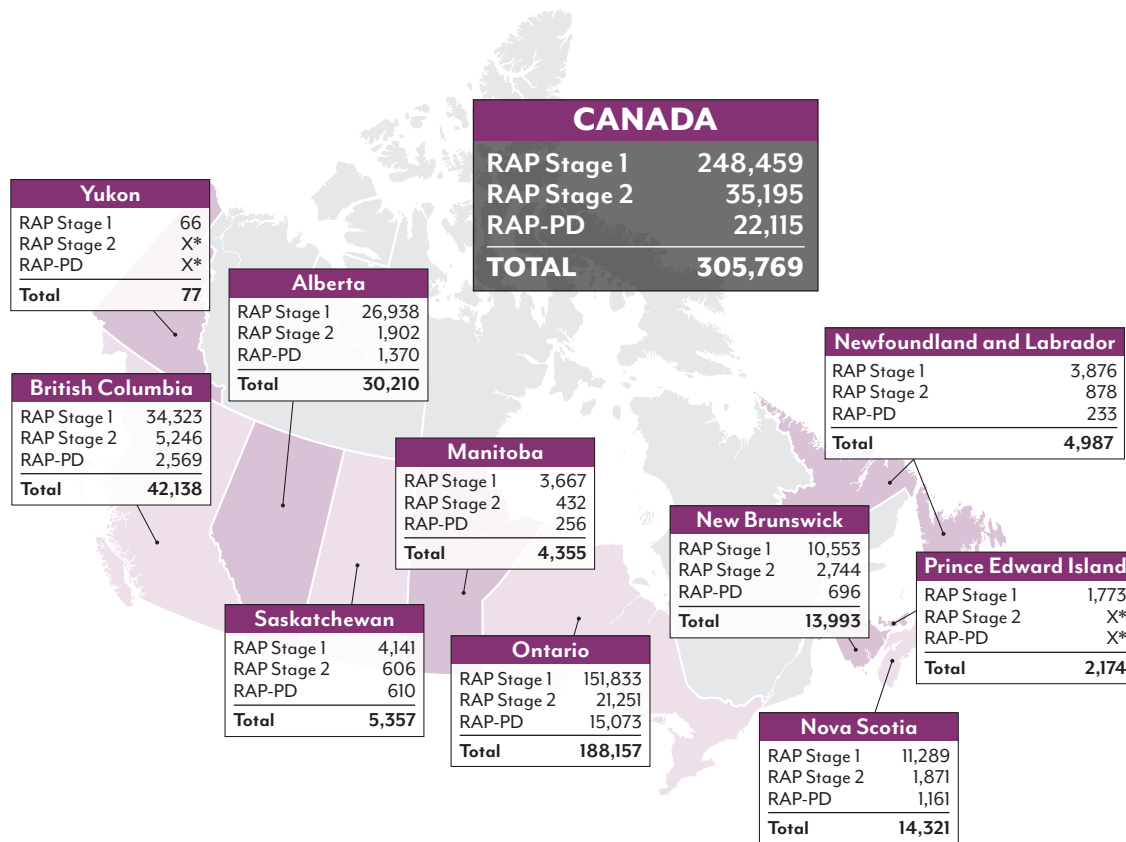 CANADA
RAP Stage 1 248,459
RAP Stage 2 35,195
RAP-PD 22,115
TOTAL 305,769
Yukon
RAP Stage 1 66
RAP Stage 2 X*
RAP-PD X*
Total 77
Alberta
RAP Stage 1 26,938
RAP Stage 2 1,902
RAP-PD 1,370
Total 30,210
British Columbia
RAP Stage 1 34,323
RAP Stage 2 5,246
RAP-PD 2,569
Total 42,138
Newfoundland and Labrador
RAP Stage 1 3,876
RAP Stage 2 878
RAP-PD 233
Total 4,987
Manitoba
RAP Stage 1 3,667
RAP Stage 2 432
RAP-PD 256
Total 4,355
New Brunswick
RAP Stage 1 10,553
RAP Stage 2 2,744
RAP-PD 696
Total 13,993
Prince Edward Island
RAP Stage 1 1,773
RAP Stage 2 X*
RAP-PD X*
Total 2,174
Saskatchewan
RAP Stage 1 4,141
RAP Stage 2 606
RAP-PD 610
Total 5,357
Ontario
RAP Stage 1 151,833
RAP Stage 2 21,251
RAP-PD 15,073
Total 188,157
Nova Scotia
RAP Stage 1 11,289
RAP Stage 2 1,871
RAP-PD 1,161
Total 14,321